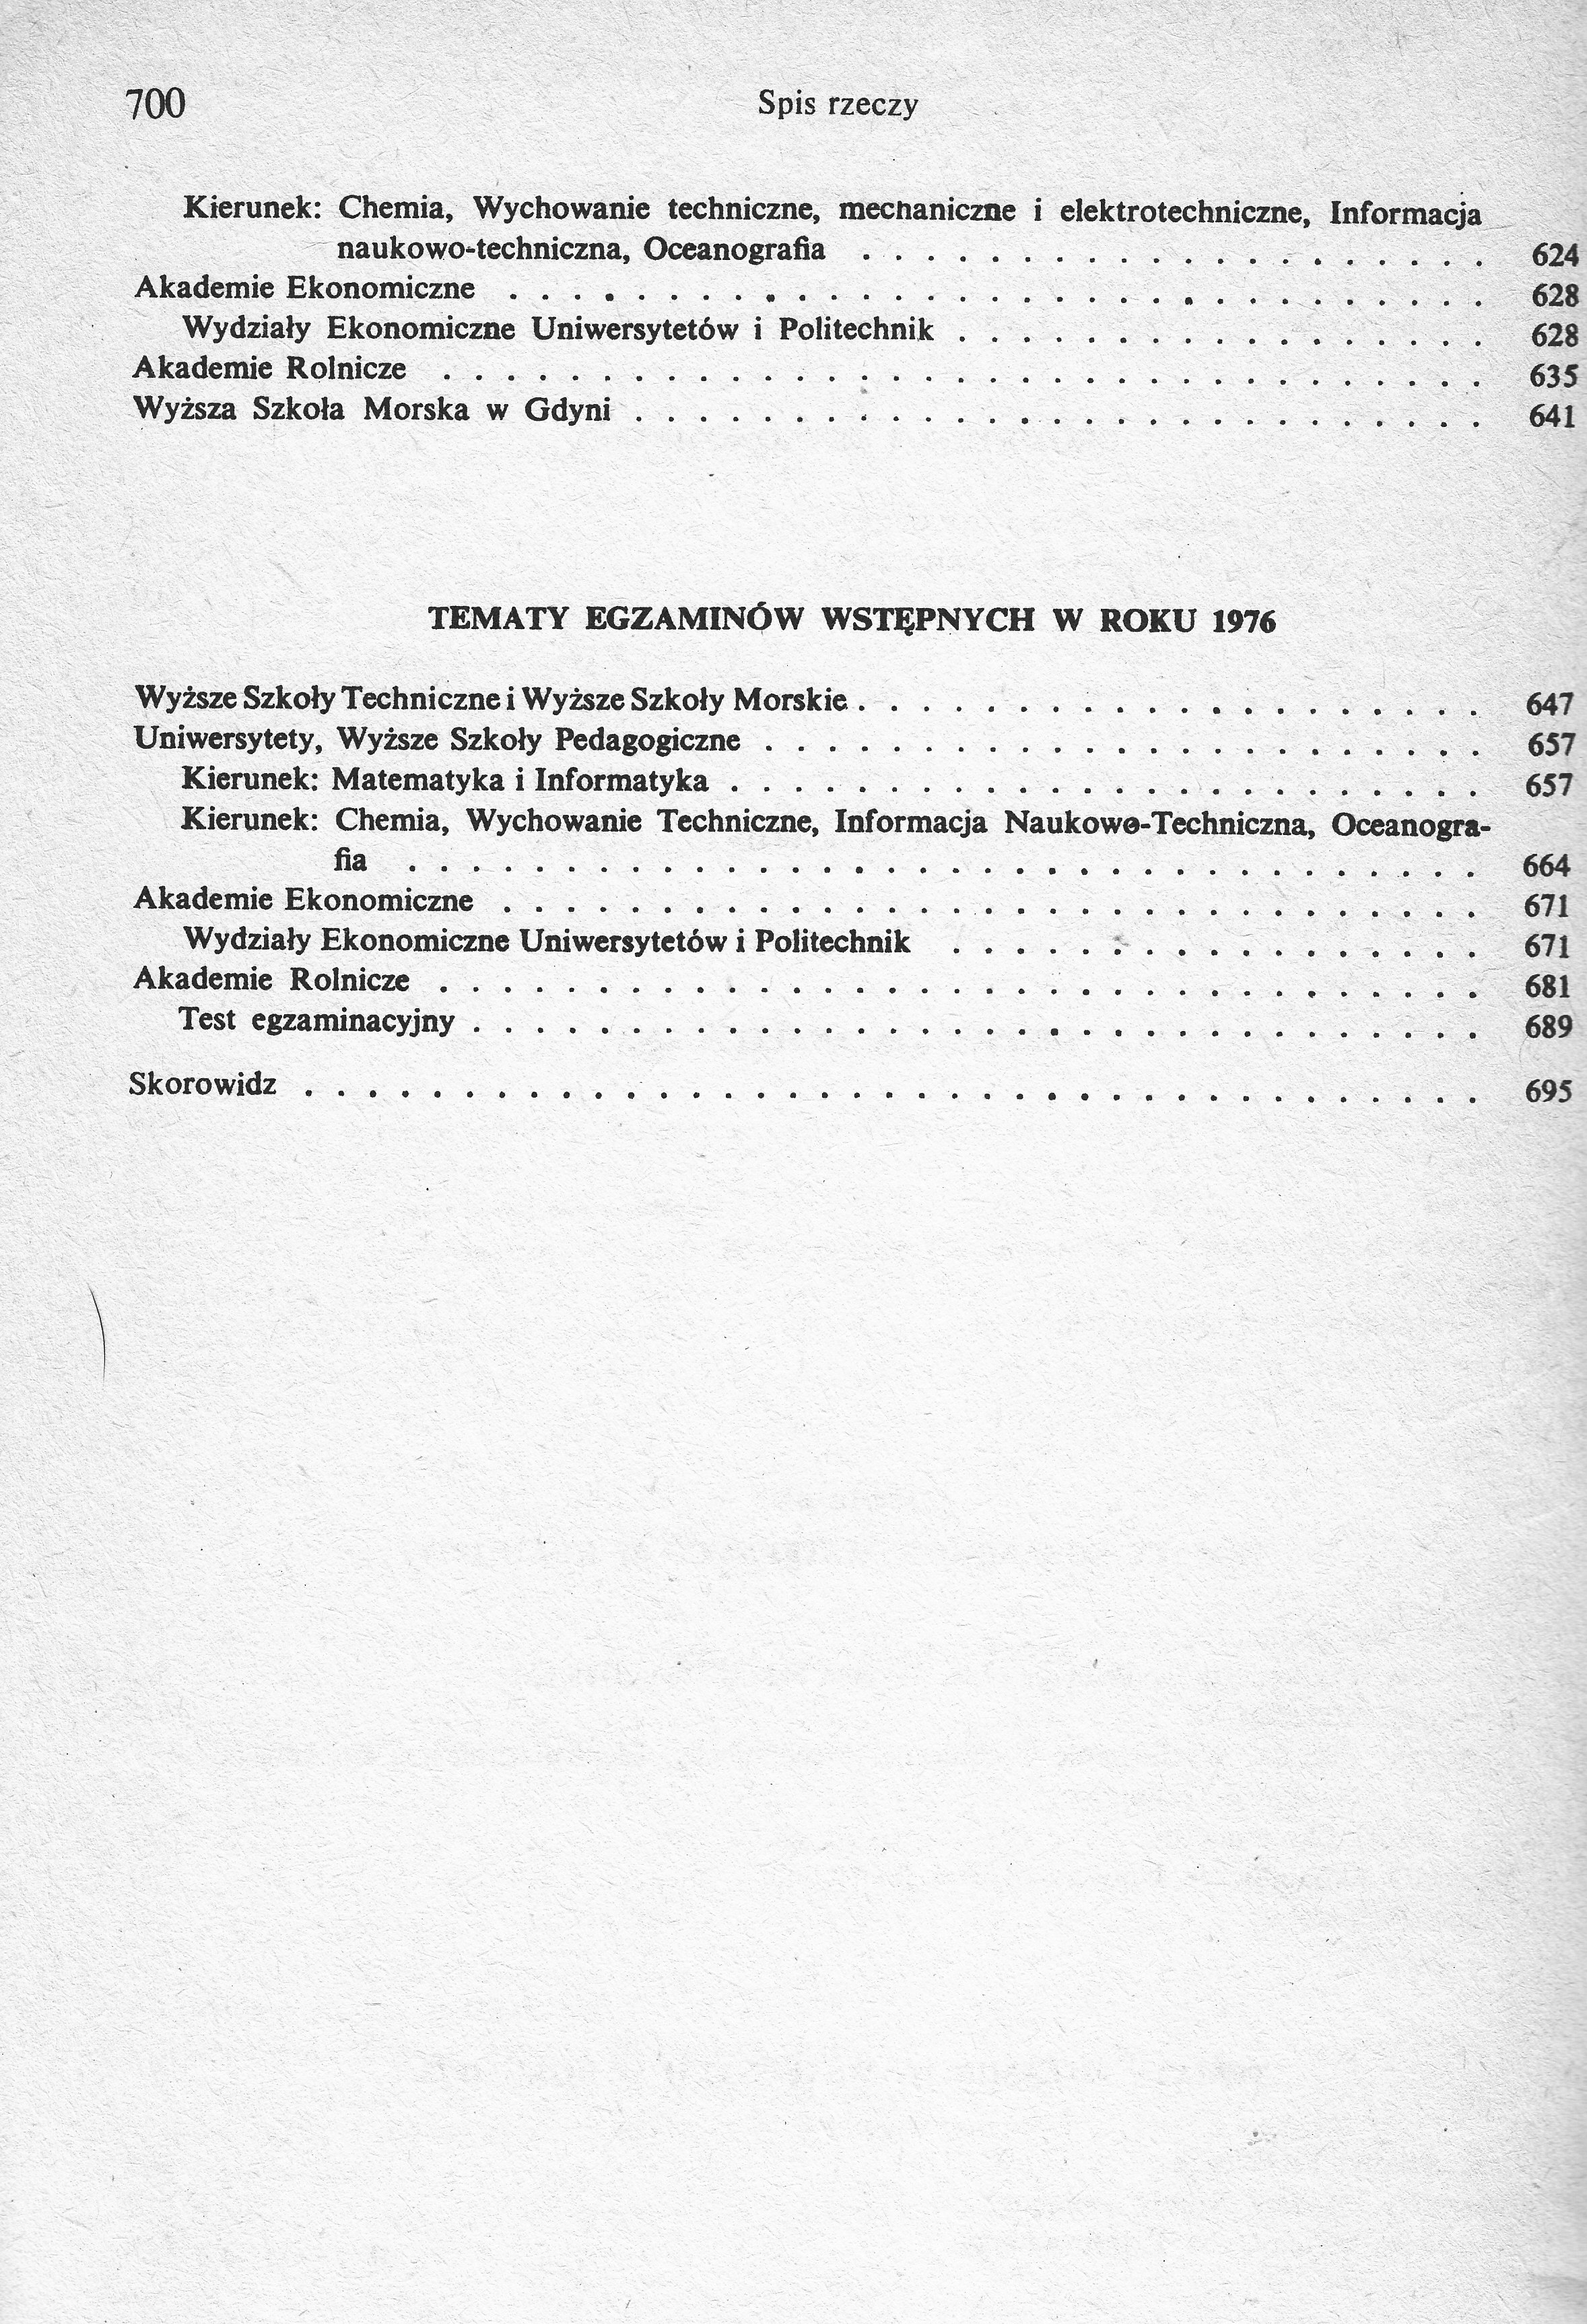 700 Spis rzeczy
Kierunek: Chemia, Wychowanie techniczne, mechaniczne i elektrotechniczne, Informacja
naukowo-techniczna, Oceanografia . . . . . . . . . . . . . . . . . . . . 624
Akademie Ekonomiczne . . . . . . . . . . . . . . . . . . . . . . . . . . . . . . . 628
Wydziały Ekonomiczne Uniwersytetów i Politechnik . . . . . . . . . . . . . . . . . 628
Akademie Rolnicze . . . . . . . . . . . . . . . . . . . . . . . . . . . . . . . . . 635
Wyższa Szkoła Morska w Gdyni . . . . . . . . . . . . . . . . . . . . . . . . . . . 641
TEMATY EGZAMINÓW WSTĘPNYCH W ROKU 1976
Wyższe Szkoły Techniczne i Wyższe Szkoły Morskie . . . . . . . . . . . . . . . . . . . . 647
Uniwersytety, Wyższe Szkoły Pedagogiczne . . . . . . . . . . . . . . . . . . . . . . . 657
Kierunek: Matematyka i Informatyka . . . . . . . . . . . . . . . . . . . . . . . . 657
Kierunek: Chemia, Wychowanie Techniczne, Informacja Naukowo-Techniczna, Oceanogra-
fia . . . . . . . . . . . . . . . . . . . . . . . . . . . . . . . . . . 664
Akademie Ekonomiczne . . . . . . . . . . . . . . . . . . . . . . . . . . . . . . . 671
Wydziały Ekonomiczne Uniwersytetów i Politechnik . . . . . . . . . . . . . . . . . 671
Akademie Rolnicze . . . . . . . . . . . . . . . . . . . . . . . . . . . . . . . . . 681
Test egzaminacyjny . . . . . . . . . . . . . . . . . . . . . . . . . . . . . . . . 689
Skorowidz . . . . . . . . . . . . . . . . . . . . . . . . . . . . . . . . . . . . . 695